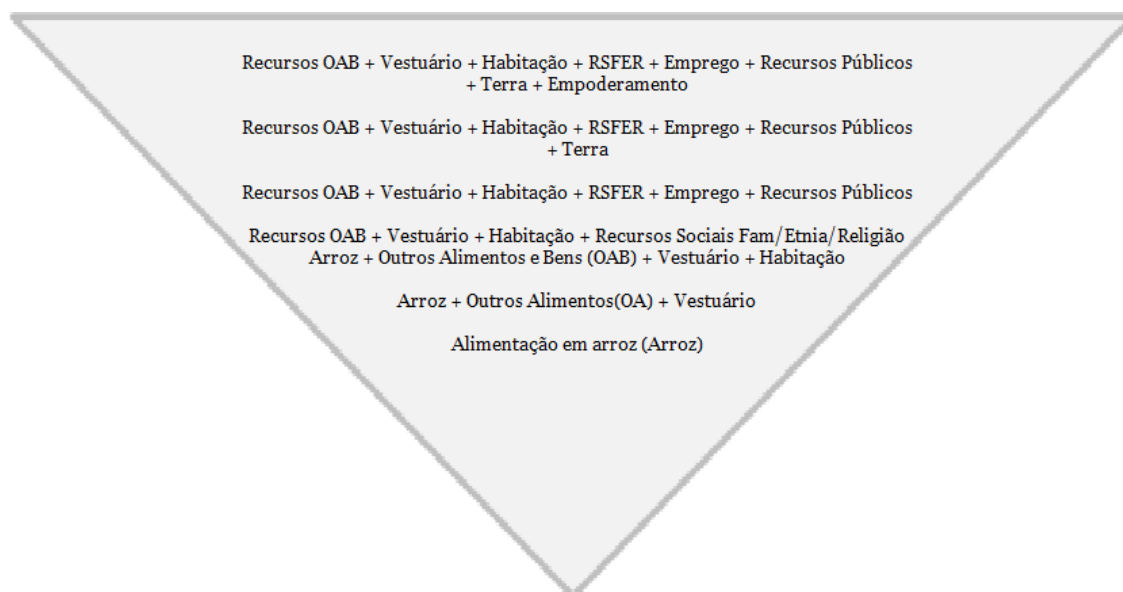 Recursos OAB + Vestuário + Habitação + RSFER + Emprego + Recursos Públicos
+ Terra + Empoderamento
Recursos OAB + Vestuário + Habitação + RSFER + Emprego + Recursos Públicos
+ Terra
Recursos OAB + Vestuário + Habitação + RSFER + Emprego + Recursos Públicos
Recursos OAB + Vestuário + Habitação + Recursos Sociais Fam/Etnia/Religião
Arroz + Outros Alimentos e Bens (OAB) + Vestuário + Habitação
Arroz + Outros Alimentos(OA) + Vestuário
Alimentação em arroz (Arroz)